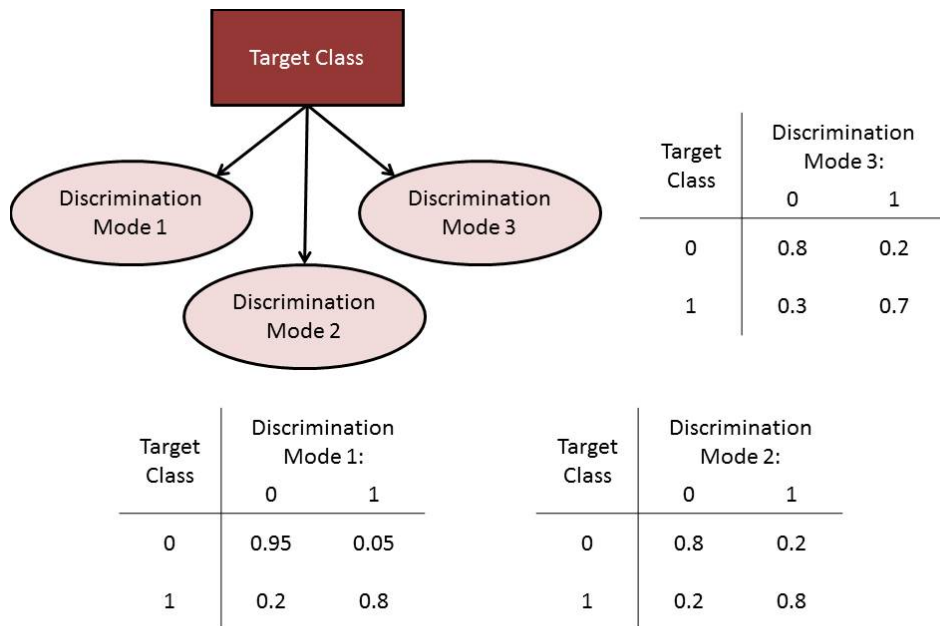 Target Class
Discrimination
Mode 1
Discrimination
Mode 3
Discrimination
Mode 2
Target
Class
Discrimination
Mode 3:
0 1
0 0.8 0.2
1 0.3 0.7
Target
Class
Discrimination
Mode 1:
0 1
0 0.95 0.05
1 0.2 0.8
Target
Class
Discrimination
Mode 2:
0 1
0 0.8 0.2
1 0.2 0.8